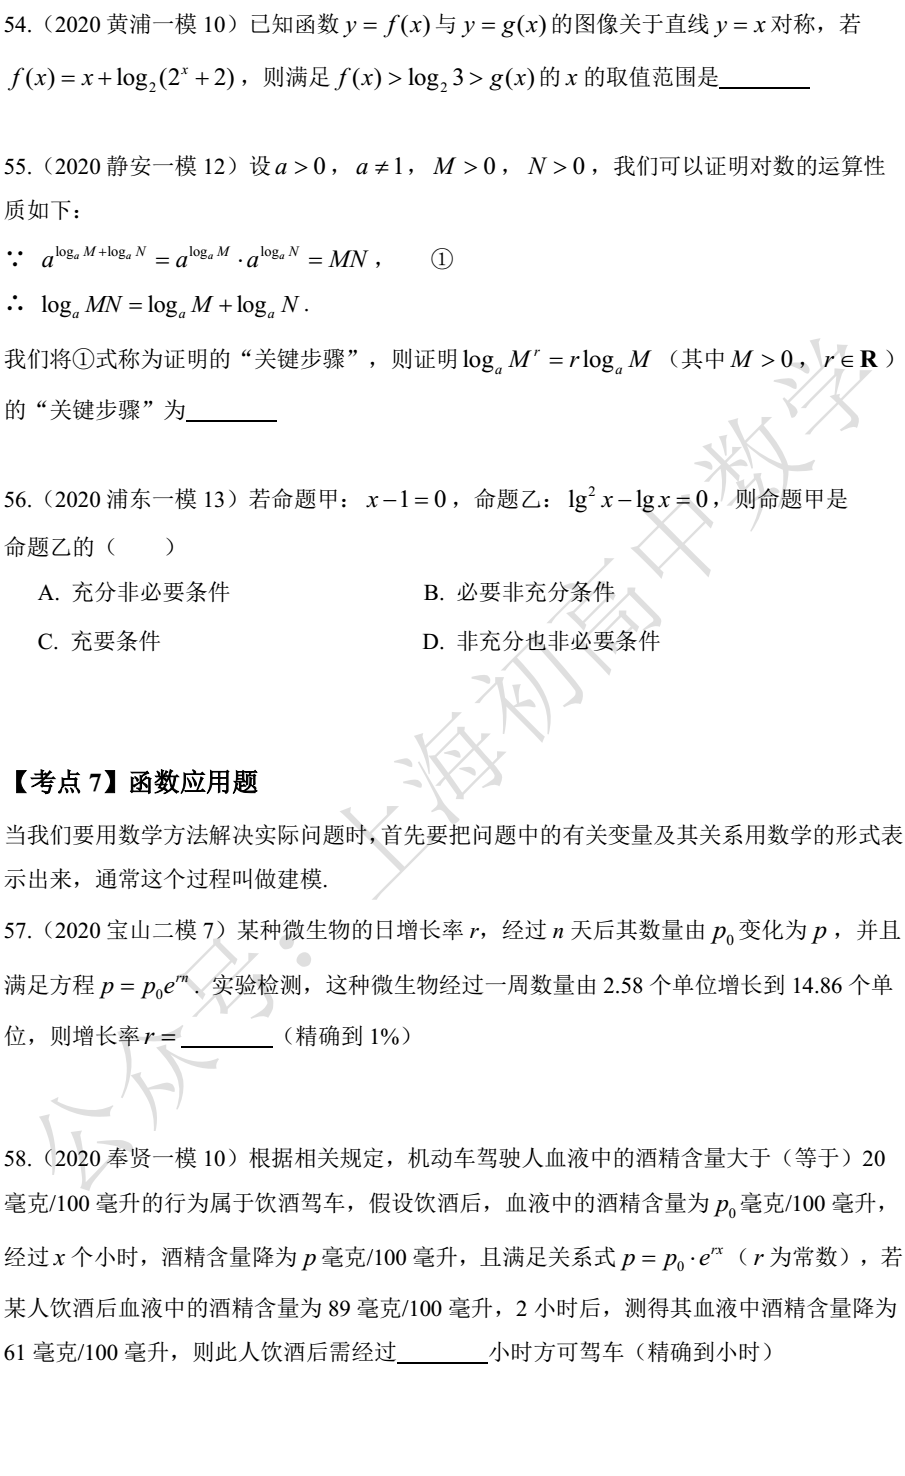 54.（2020 黄浦一模 10）已知函数 y = f(x) 与 y = g(x) 的图像关于直线 y = x 对称，若
f(x) = x + log₂(2ˣ + 2)，则满足 f(x) > log₂ 3 > g(x) 的 x 的取值范围是________
55.（2020 静安一模 12）设 a > 0，a ≠ 1，M > 0，N > 0，我们可以证明对数的运算性
质如下：
∵ a^{log_a M + log_a N} = a^{log_a M} · a^{log_a N} = MN，　①
∴ log_a MN = log_a M + log_a N .
我们将①式称为证明的“关键步骤”，则证明 log_a M^r = r log_a M（其中 M > 0，r ∈ R）
的“关键步骤”为________
56.（2020 浦东一模 13）若命题甲：x − 1 = 0，命题乙：lg² x − lg x = 0，则命题甲是
命题乙的（　　）
A. 充分非必要条件　B. 必要非充分条件
C. 充要条件　D. 非充分也非必要条件
【考点 7】函数应用题
当我们要用数学方法解决实际问题时，首先要把问题中的有关变量及其关系用数学的形式表
示出来，通常这个过程叫做建模.
57.（2020 宝山二模 7）某种微生物的日增长率 r，经过 n 天后其数量由 p₀ 变化为 p，并且
满足方程 p = p₀e^{rn}．实验检测，这种微生物经过一周数量由 2.58 个单位增长到 14.86 个单
位，则增长率 r = ________（精确到 1%）
58.（2020 奉贤一模 10）根据相关规定，机动车驾驶人血液中的酒精含量大于（等于）20
毫克/100 毫升的行为属于饮酒驾车，假设饮酒后，血液中的酒精含量为 p₀ 毫克/100 毫升，
经过 x 个小时，酒精含量降为 p 毫克/100 毫升，且满足关系式 p = p₀ · e^{rx}（r 为常数），若
某人饮酒后血液中的酒精含量为 89 毫克/100 毫升，2 小时后，测得其血液中酒精含量降为
61 毫克/100 毫升，则此人饮酒后需经过________小时方可驾车（精确到小时）
公众号：上海初高中数学